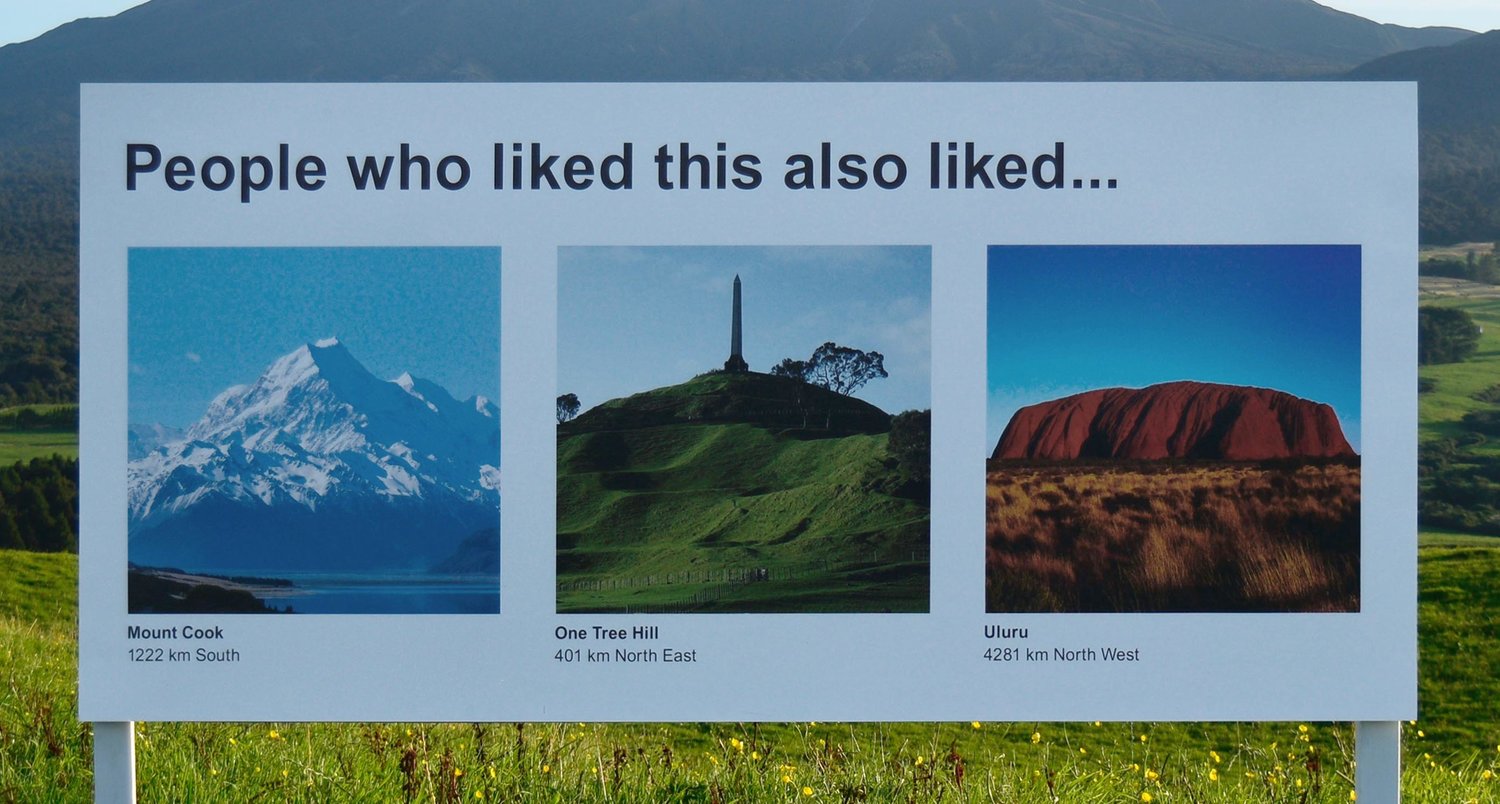 People who liked this also liked...
Mount Cook
1222 km South
One Tree Hill
401 km North East
Uluru
4281 km North West